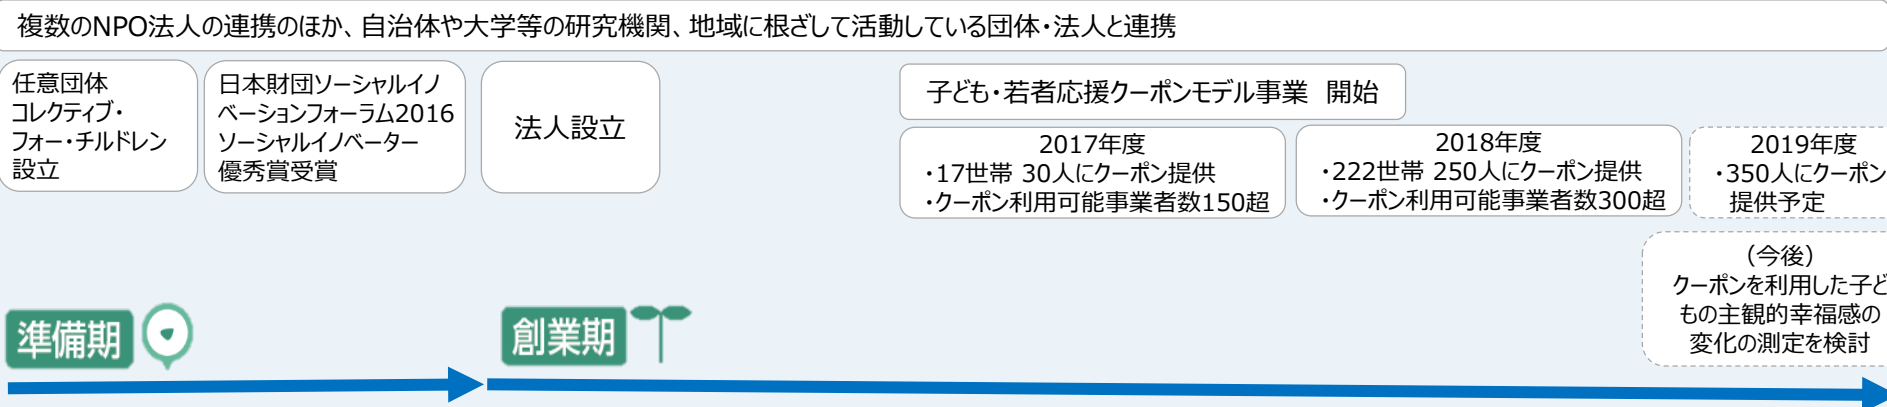 複数のNPO法人の連携のほか、自治体や大学等の研究機関、地域に根ざして活動している団体・法人と連携
任意団体
コレクティブ・
フォー・チルドレン
設立
日本財団ソーシャルイノ
ベーションフォーラム2016
ソーシャルイノベーター
優秀賞受賞
法人設立
子ども・若者応援クーポンモデル事業 開始
2017年度
・17世帯 30人にクーポン提供
・クーポン利用可能事業者数150超
2018年度
・222世帯 250人にクーポン提供
・クーポン利用可能事業者数300超
2019年度
・350人にクーポン
提供予定
(今後)
クーポンを利用した子ど
もの主観的幸福感の
変化の測定を検討
準備期
創業期